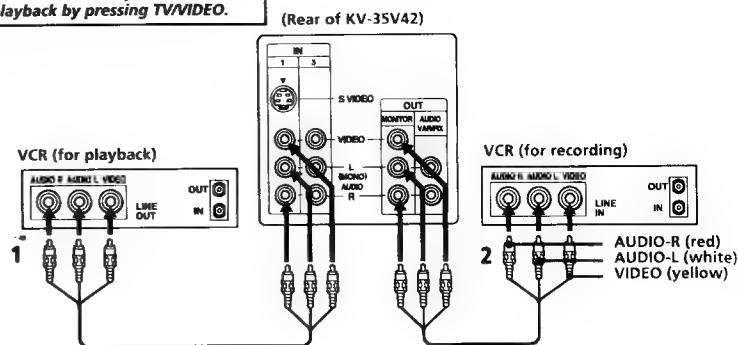 layback by pressing TV/VIDEO.
(Rear of KV-35V42)
IN
1 3
S VIDEO
VIDEO
L
(MONO)
AUDIO
R
OUT
MONITOR AUDIO
VAR/FIX
VCR (for playback)
AUDIO R AUDIO L VIDEO
LINE
OUT
OUT
IN
1
VCR (for recording)
AUDIO R AUDIO L VIDEO
LINE
IN
OUT
IN
2
AUDIO-R (red)
AUDIO-L (white)
VIDEO (yellow)